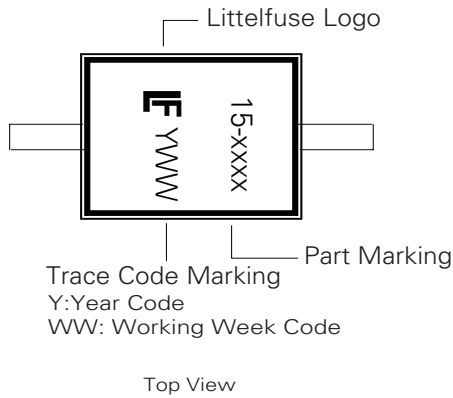 Littelfuse Logo
LF YWW
15-xxxx
Part Marking
Trace Code Marking
Y:Year Code
WW: Working Week Code
Top View